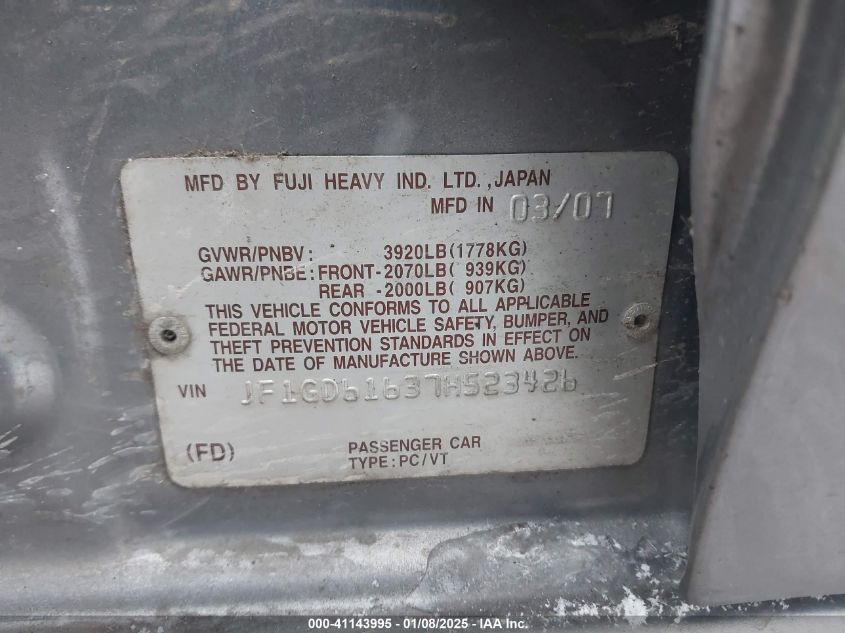 MFD BY FUJI HEAVY IND. LTD., JAPAN
MFD IN 03/07
GVWR/PNBV: 3920LB(1778KG)
GAWR/PNBE: FRONT-2070LB( 939KG)
REAR -2000LB( 907KG)
THIS VEHICLE CONFORMS TO ALL APPLICABLE
FEDERAL MOTOR VEHICLE SAFETY, BUMPER, AND
THEFT PREVENTION STANDARDS IN EFFECT ON
THE DATE OF MANUFACTURE SHOWN ABOVE.
VIN JF1GD61637H523426
(FD) PASSENGER CAR
TYPE: PC/VT
000-41143995 - 01/08/2025 - IAA Inc.